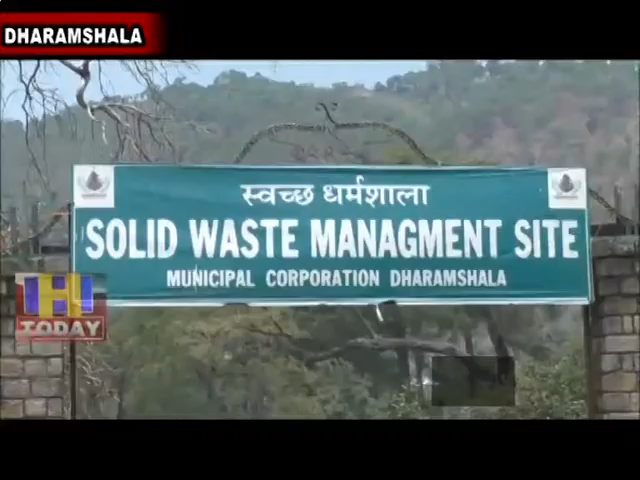 DHARAMSHALA
स्वच्छ धर्मशाला
SOLID WASTE MANAGMENT SITE
MUNICIPAL CORPORATION DHARAMSHALA
H
TODAY